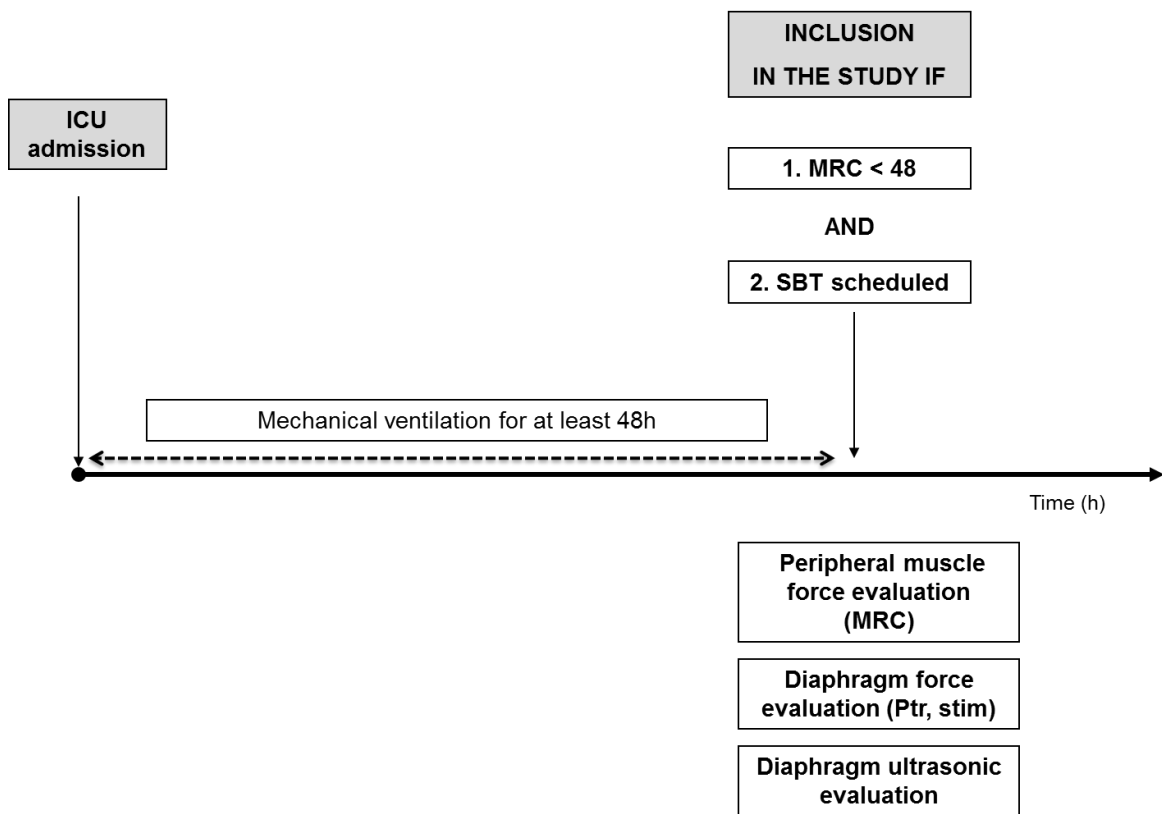 INCLUSION
IN THE STUDY IF
ICU
admission
1. MRC < 48
AND
2. SBT scheduled
Mechanical ventilation for at least 48h
Time (h)
Peripheral muscle
force evaluation
(MRC)
Diaphragm force
evaluation (Ptr, stim)
Diaphragm ultrasonic
evaluation